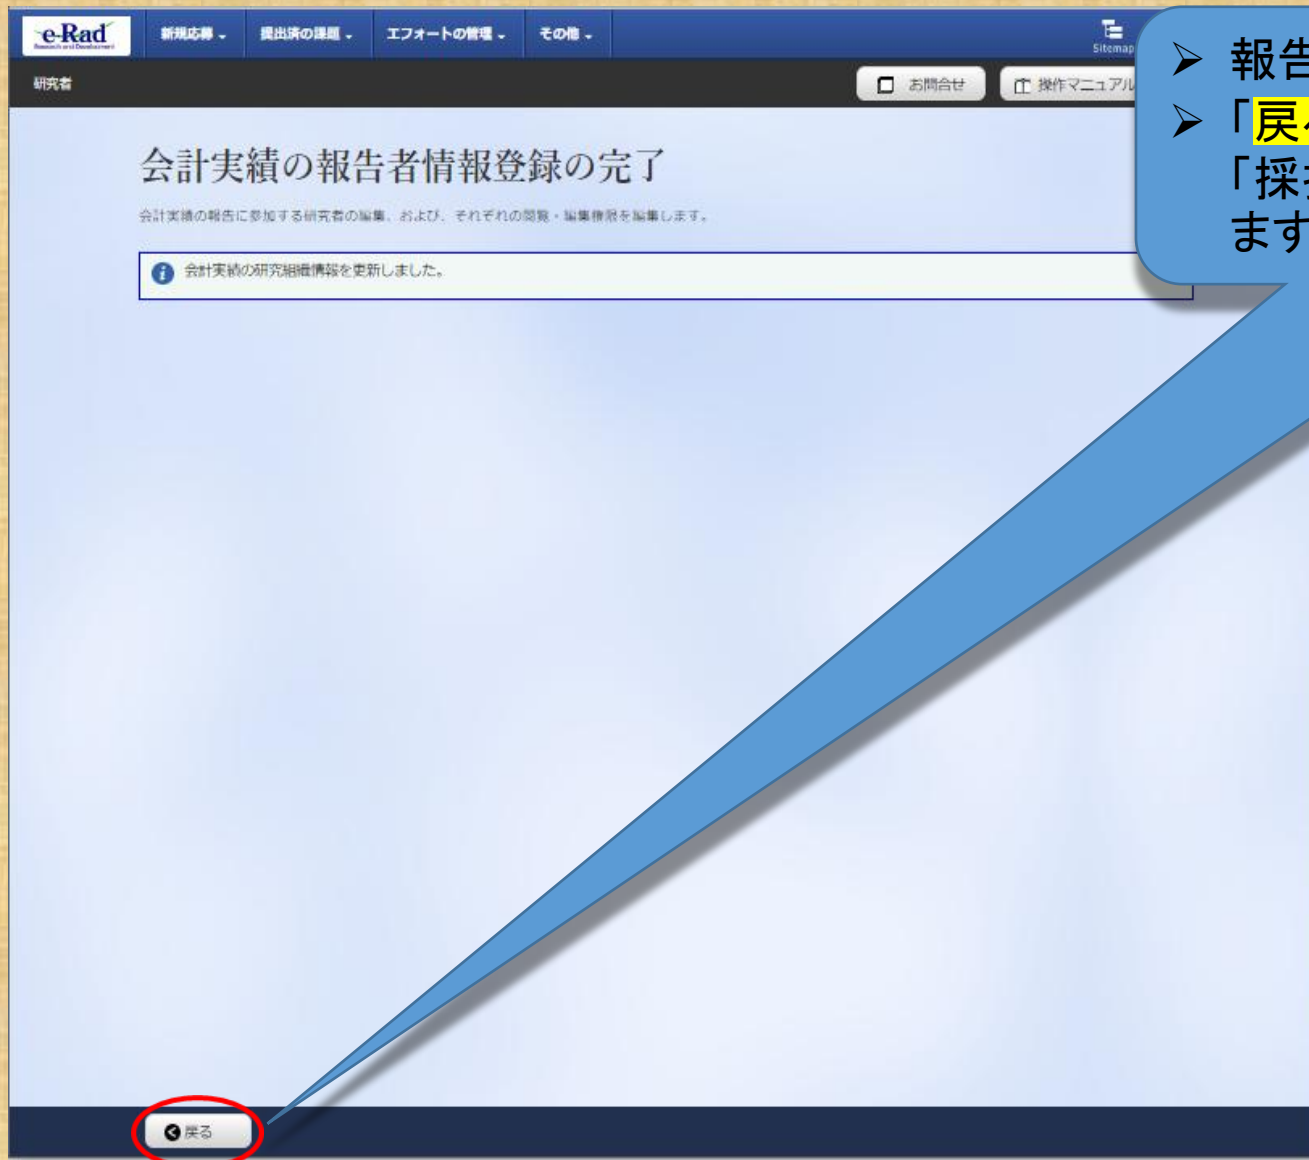 e-Rad
Research and Development
新規応募
提出済の課題
エフォートの管理
その他
Sitemap
研究者
お問合せ
操作マニュアル
会計実績の報告者情報登録の完了
会計実績の報告に参加する研究者の編集、および、それぞれの閲覧・編集権限を編集します。
会計実績の研究組織情報を更新しました。
報告
「戻
「採
ます
戻る